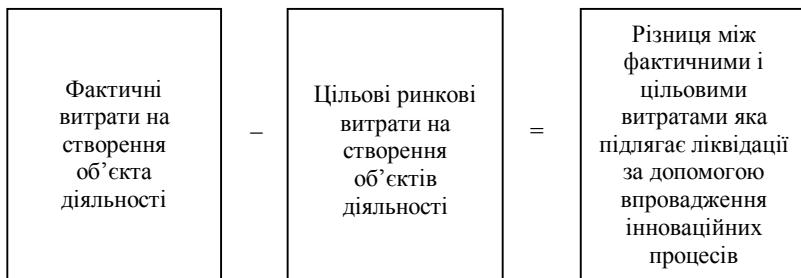 Фактичні
витрати на
створення
об’єкта
діяльності
–
Цільові ринкові
витрати на
створення
об’єктів
діяльності
=
Різниця між
фактичними і
цільовими
витратами яка
підлягає ліквідації
за допомогою
впровадження
інноваційних
процесів